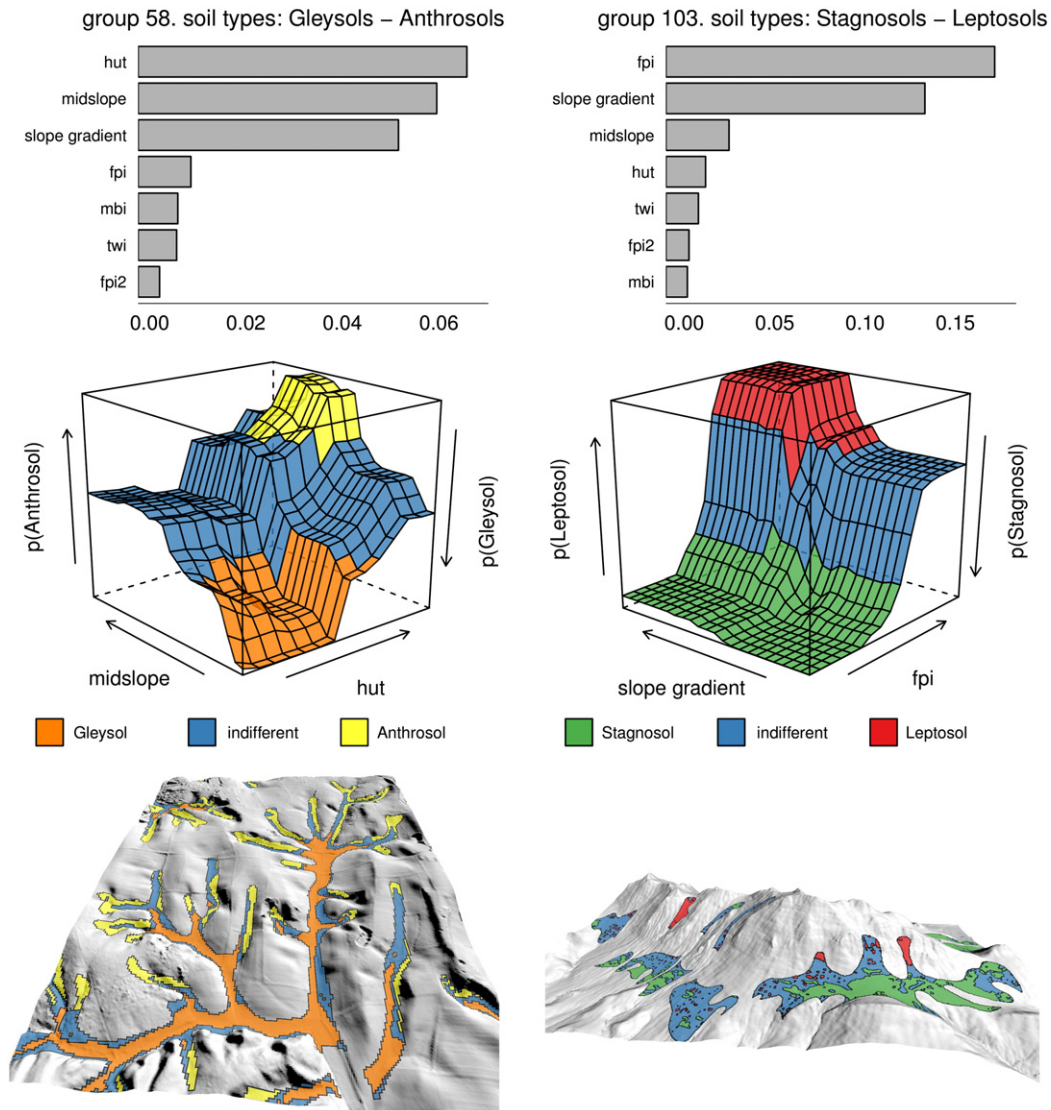 group 58. soil types: Gleysols − Anthrosols
hut
midslope
slope gradient
fpi
mbi
twi
fpi2
0.00 0.02 0.04 0.06
group 103. soil types: Stagnosols − Leptosols
fpi
slope gradient
midslope
hut
twi
fpi2
mbi
0.00 0.05 0.10 0.15
p(Anthrosol)
p(Gleysol)
midslope
hut
p(Leptosol)
p(Stagnosol)
slope gradient
fpi
Gleysol indifferent Anthrosol
Stagnosol indifferent Leptosol